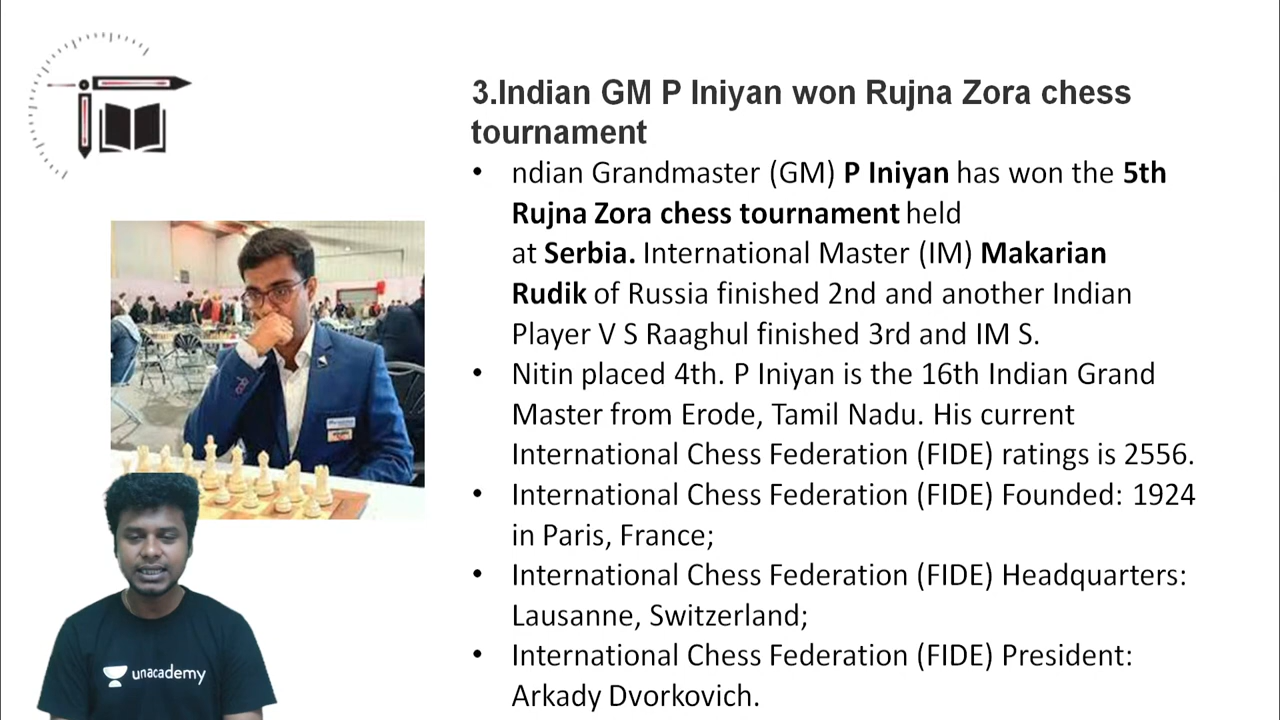 3.Indian GM P Iniyan won Rujna Zora chess
tournament
• ndian Grandmaster (GM) P Iniyan has won the 5th
Rujna Zora chess tournament held
at Serbia. International Master (IM) Makarian
Rudik of Russia finished 2nd and another Indian
Player V S Raaghul finished 3rd and IM S.
• Nitin placed 4th. P Iniyan is the 16th Indian Grand
Master from Erode, Tamil Nadu. His current
International Chess Federation (FIDE) ratings is 2556.
• International Chess Federation (FIDE) Founded: 1924
in Paris, France;
• International Chess Federation (FIDE) Headquarters:
Lausanne, Switzerland;
• International Chess Federation (FIDE) President:
Arkady Dvorkovich.
unacademy